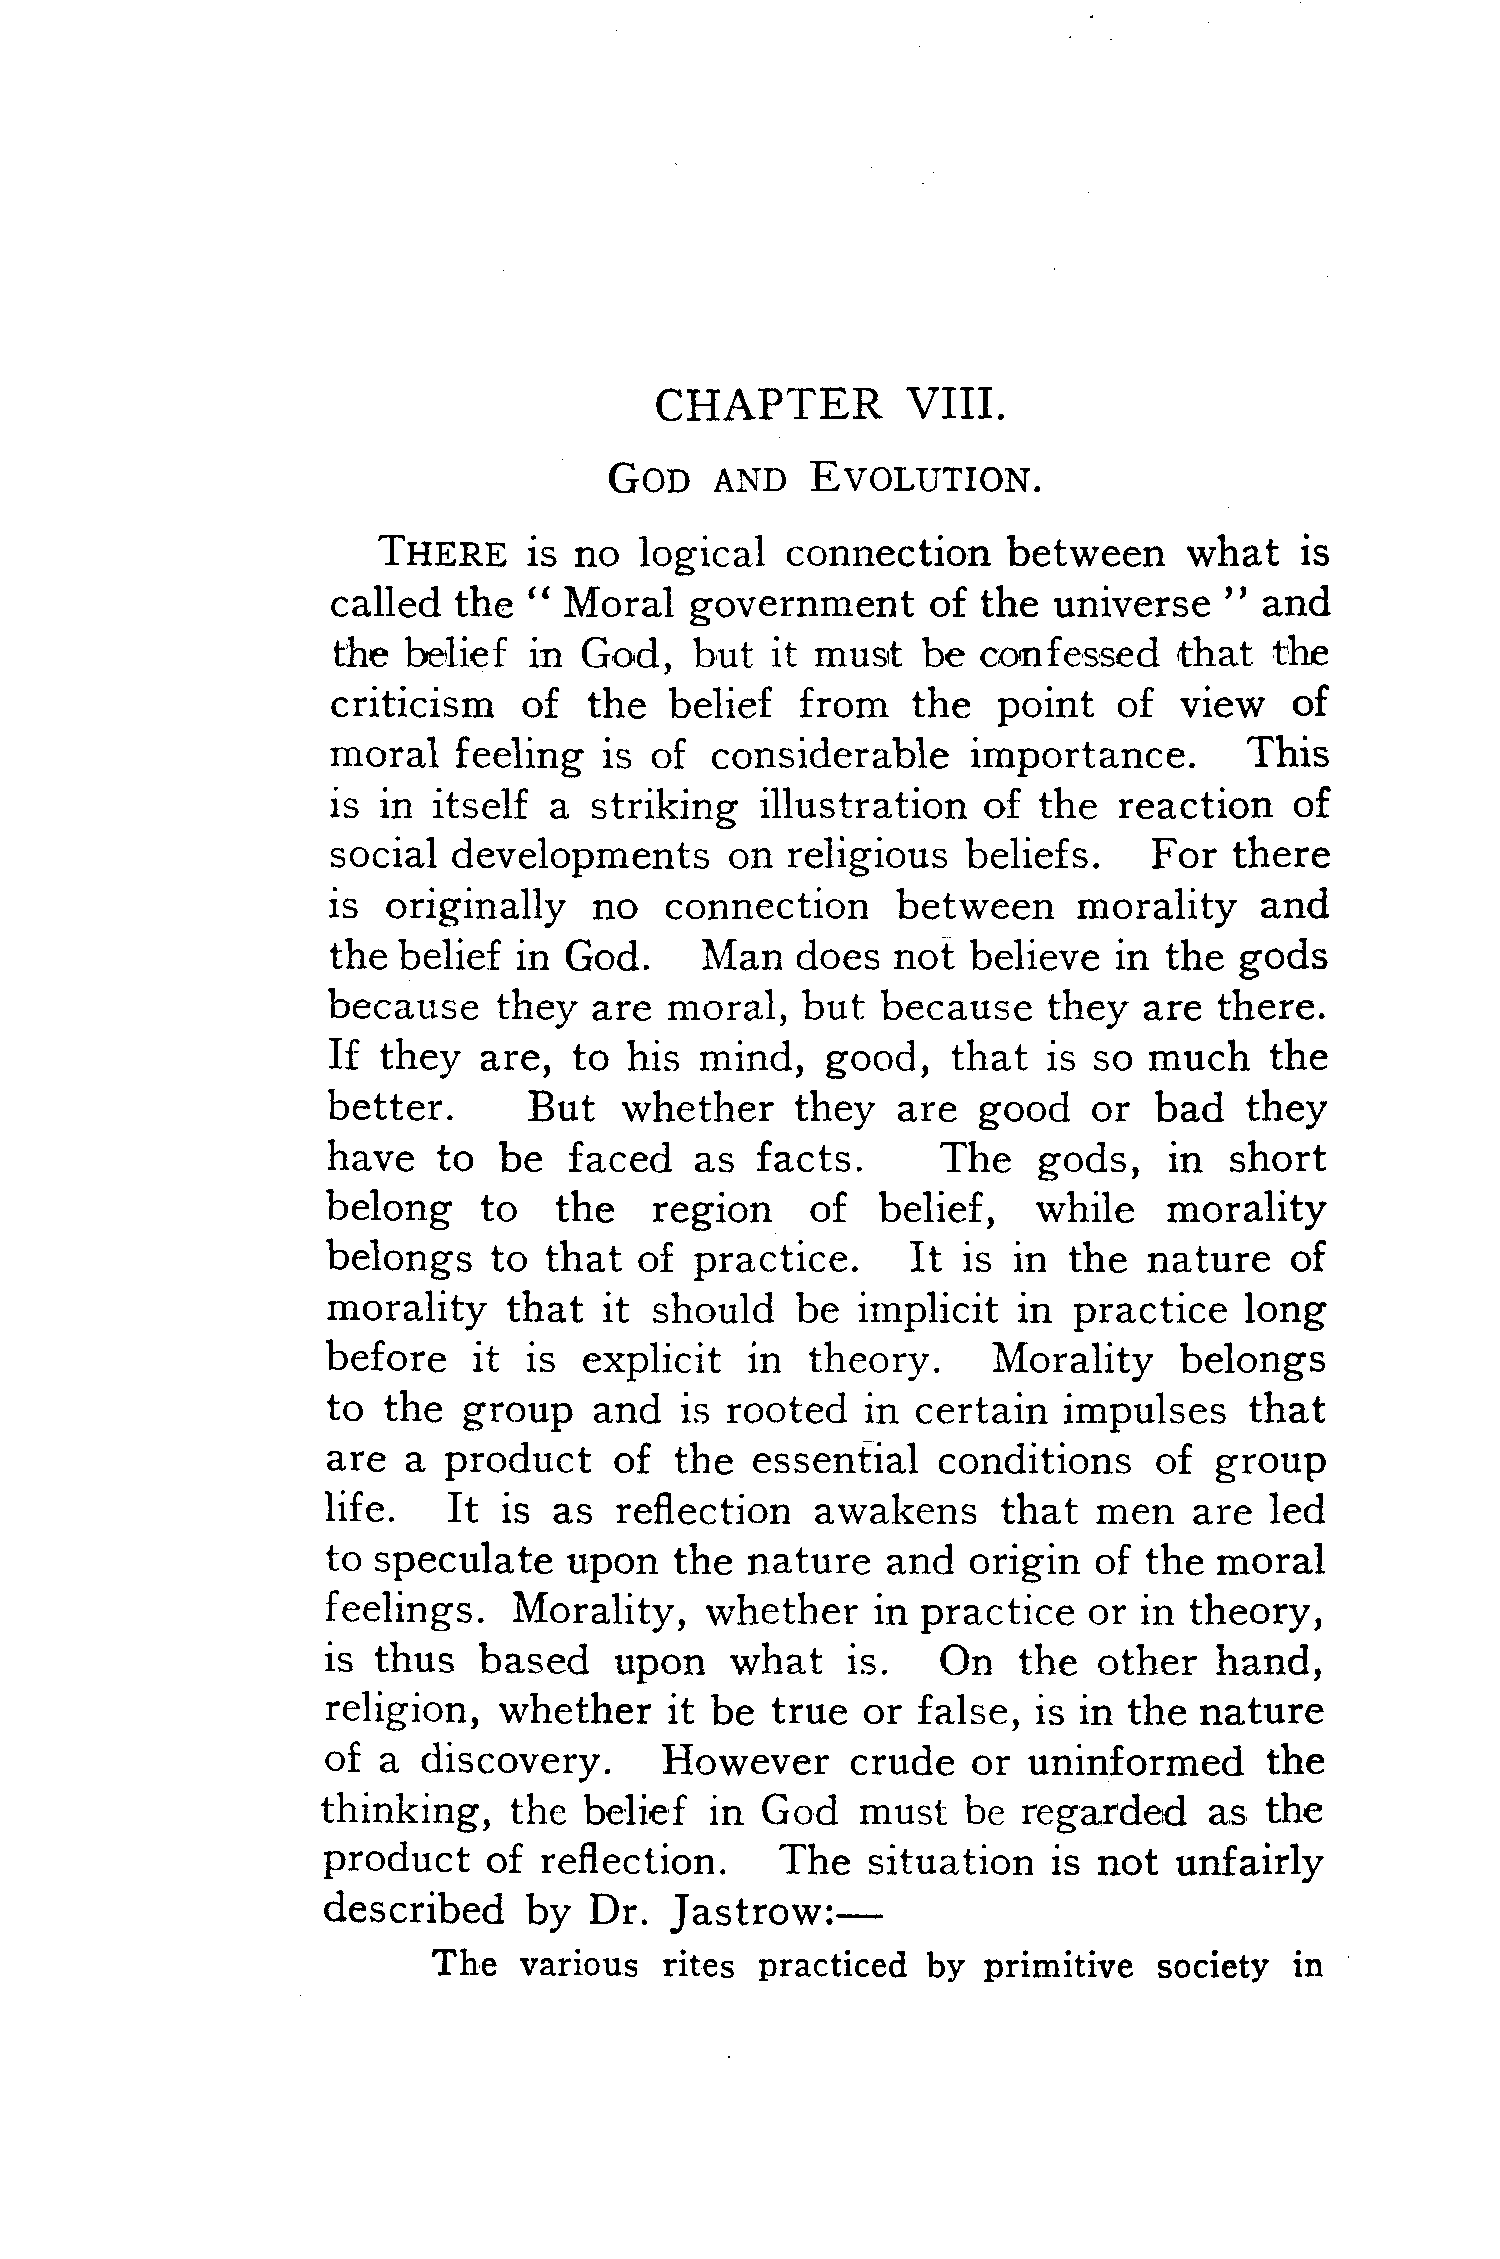 CHAPTER VIII.
GOD AND EVOLUTION.
THERE is no logical connection between what is
called the " Moral government of the universe " and
the belief in God, but it must be confessed that the
criticism of the belief from the point of view of
moral feeling is of considerable importance. This
is in itself a striking illustration of the reaction of
social developments on religious beliefs. For there
is originally no connection between morality and
the belief in God. Man does not believe in the gods
because they are moral, but because they are there.
If they are, to his mind, good, that is so much the
better. But whether they are good or bad they
have to be faced as facts. The gods, in short
belong to the region of belief, while morality
belongs to that of practice. It is in the nature of
morality that it should be implicit in practice long
before it is explicit in theory. Morality belongs
to the group and is rooted in certain impulses that
are a product of the essential conditions of group
life. It is as reflection awakens that men are led
to speculate upon the nature and origin of the moral
feelings. Morality, whether in practice or in theory,
is thus based upon what is. On the other hand,
religion, whether it be true or false, is in the nature
of a discovery. However crude or uninformed the
thinking, the belief in God must be regarded as the
product of reflection. The situation is not unfairly
described by Dr. Jastrow:—
The various rites practiced by primitive society in